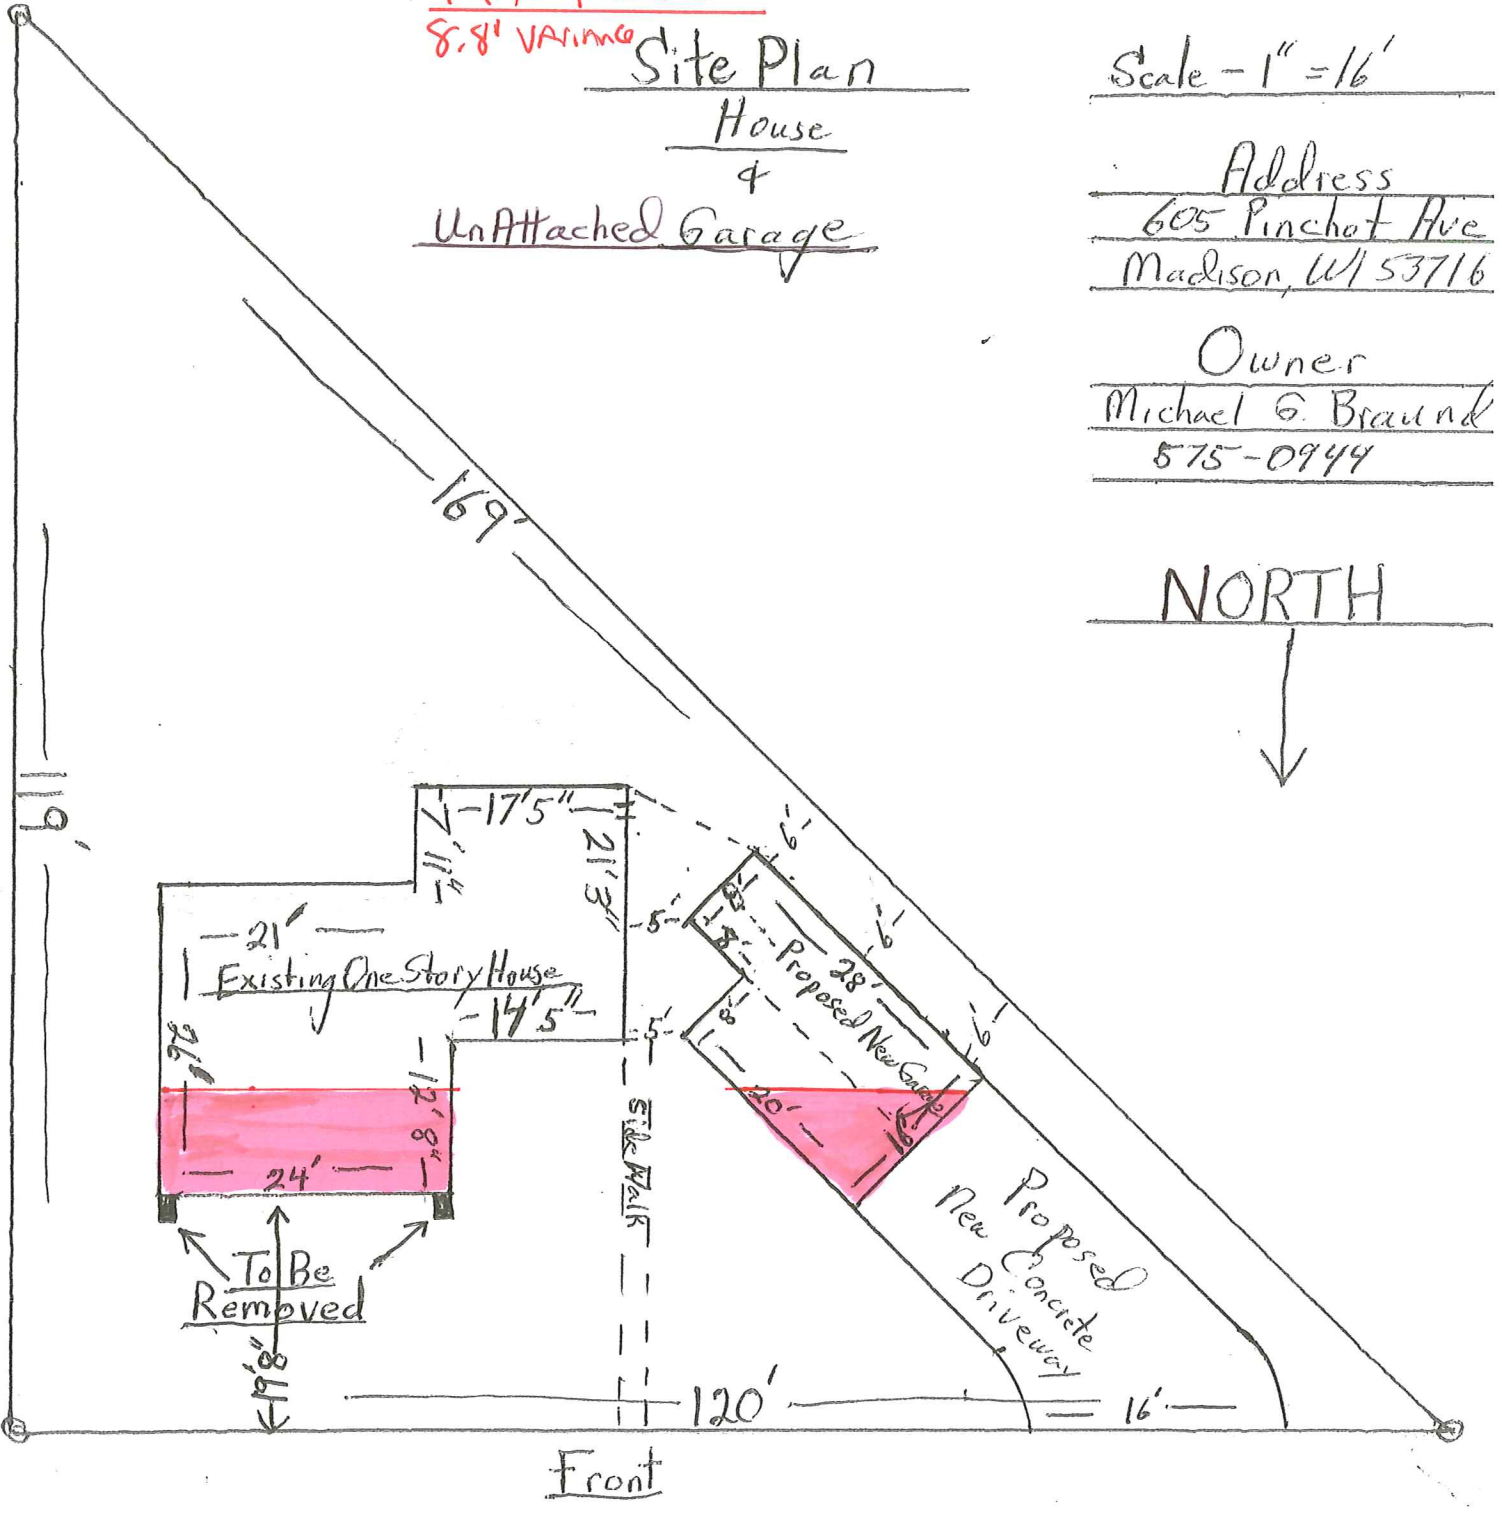 8.8' VAriAnce
Site Plan
House
&
UnAttached Garage
Scale - 1" = 16'
Address
605 Pinchot Ave
Madison, WI 53716
Owner
Michael G. Braund
575-0944
NORTH
169'
119'
17'5"
7'11"
21'3"
21'
Existing One Story House
14'5"
26'
12'8"
24'
To Be
Removed
19'8"
SideWalk
5'
5'
6'
6'
6'
8'
8'
8'
28'
Proposed New Garage
20'
16'
Proposed
New Concrete
Driveway
120'
16'
Front